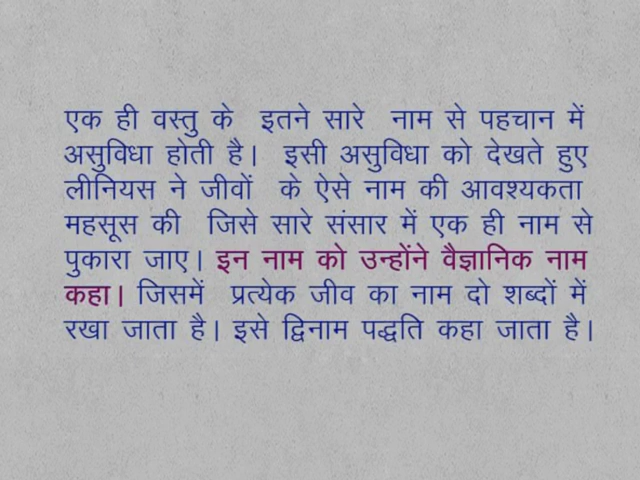 एक ही वस्तु के इतने सारे नाम से पहचान में
असुविधा होती है। इसी असुविधा को देखते हुए
लीनियस ने जीवों के ऐसे नाम की आवश्यकता
महसूस की जिसे सारे संसार में एक ही नाम से
पुकारा जाए। इन नाम को उन्होंने वैज्ञानिक नाम
कहा। जिसमें प्रत्येक जीव का नाम दो शब्दों में
रखा जाता है। इसे द्विनाम पद्धति कहा जाता है।